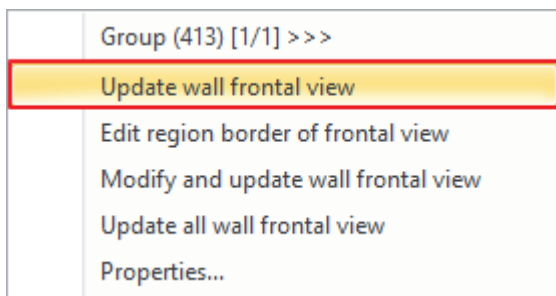 Group (413) [1/1] >>>
Update wall frontal view
Edit region border of frontal view
Modify and update wall frontal view
Update all wall frontal view
Properties...